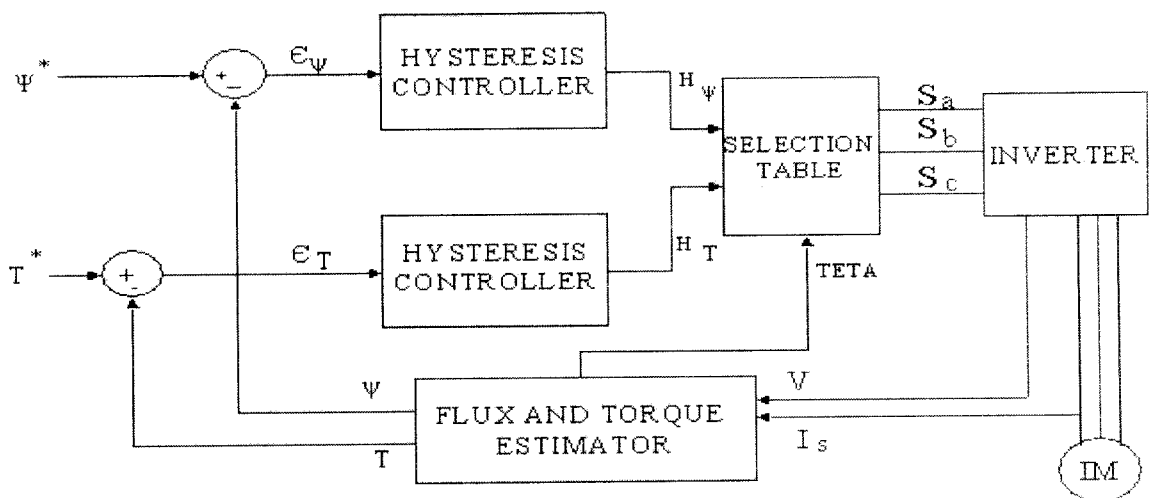 Ψ*
+
−
ϵΨ
HYSTERESIS
CONTROLLER
HΨ
SELECTION
TABLE
Sa
Sb
Sc
INVERTER
T*
+
-
ϵT
HYSTERESIS
CONTROLLER
HT
TETA
Ψ
T
FLUX AND TORQUE
ESTIMATOR
V
Is
IM